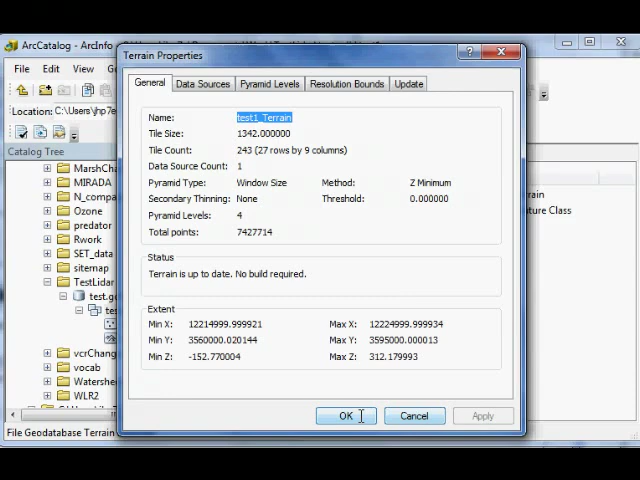 ArcCatalog - ArcInfo
Terrain Properties
File Edit View
General Data Sources Pyramid Levels Resolution Bounds Update
Location: C:\Users\jhp7e
Catalog Tree
MarshChar
MIRADA
N_compa
Ozone
predator
Rwork
SET_data
sitemap
TestLidar
test.g
te
vcrChang
vocab
Watershe
WLR2
File Geodatabase Terrain
Name: test1_Terrain
Tile Size: 1342.000000
Tile Count: 243 (27 rows by 9 columns)
Data Source Count: 1
Pyramid Type: Window Size Method: Z Minimum
Secondary Thinning: None Threshold: 0.000000
Pyramid Levels: 4
Total points: 7427714
Status
Terrain is up to date. No build required.
Extent
Min X: 12214999.999921 Max X: 12224999.999934
Min Y: 3560000.020144 Max Y: 3595000.000013
Min Z: -152.770004 Max Z: 312.179993
OK Cancel Apply
rain
ture Class